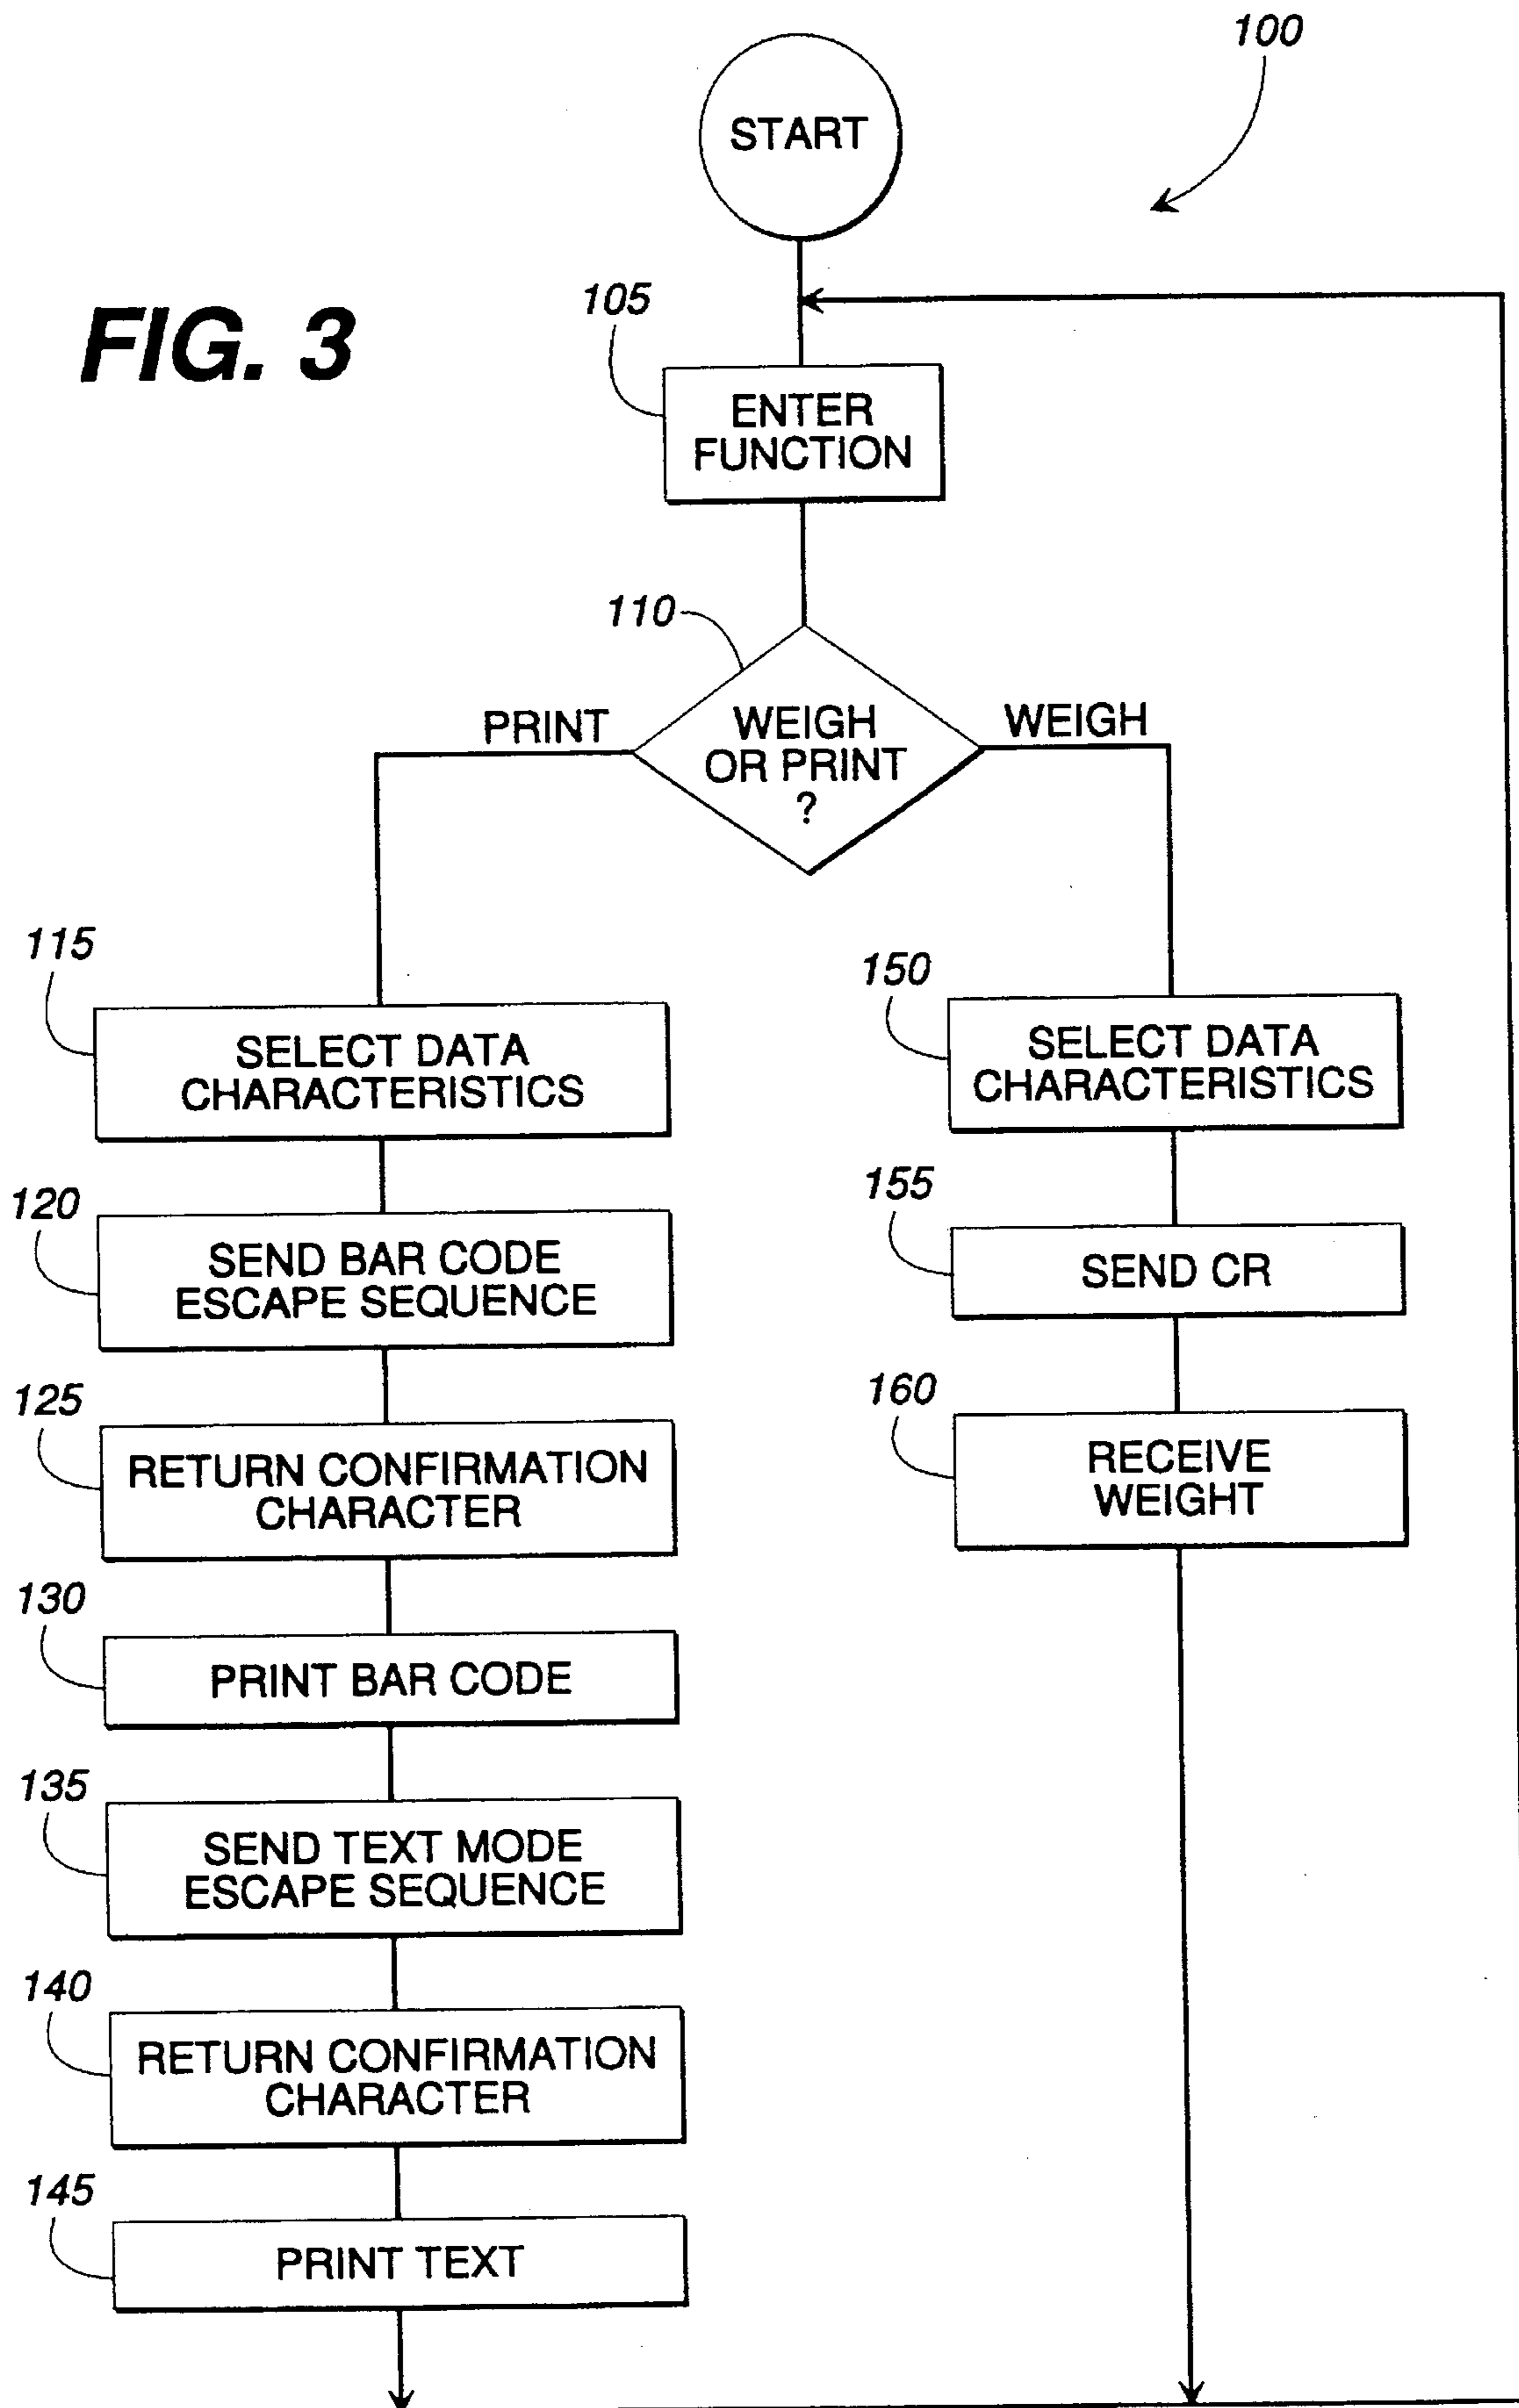 100
START
FIG. 3
105
ENTER
FUNCTION
110
PRINT
WEIGH
OR PRINT
?
WEIGH
115
SELECT DATA
CHARACTERISTICS
120
SEND BAR CODE
ESCAPE SEQUENCE
125
RETURN CONFIRMATION
CHARACTER
130
PRINT BAR CODE
135
SEND TEXT MODE
ESCAPE SEQUENCE
140
RETURN CONFIRMATION
CHARACTER
145
PRINT TEXT
150
SELECT DATA
CHARACTERISTICS
155
SEND CR
160
RECEIVE
WEIGHT